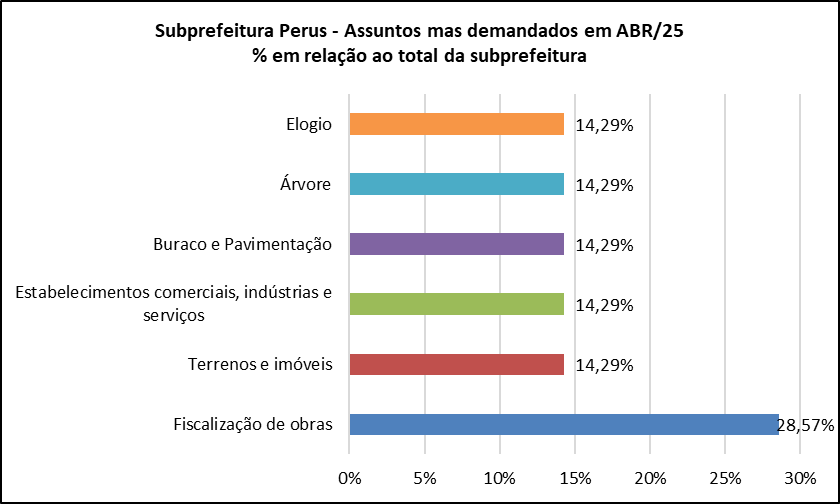 Subprefeitura Perus - Assuntos mas demandados em ABR/25
% em relação ao total da subprefeitura
Elogio
14,29%
Árvore
14,29%
Buraco e Pavimentação
14,29%
Estabelecimentos comerciais, indústrias e
serviços
14,29%
Terrenos e imóveis
14,29%
Fiscalização de obras
28,57%
0%
5%
10%
15%
20%
25%
30%